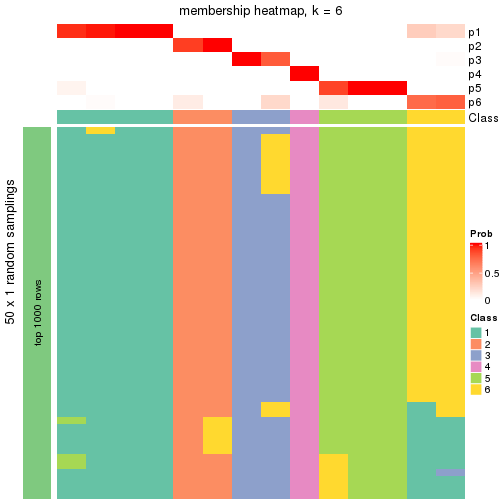 membership heatmap, k = 6
p1
p2
p3
p4
p5
p6
Class
50 x 1 random samplings
top 1000 rows
Prob
1
0.5
0
Class
1
2
3
4
5
6